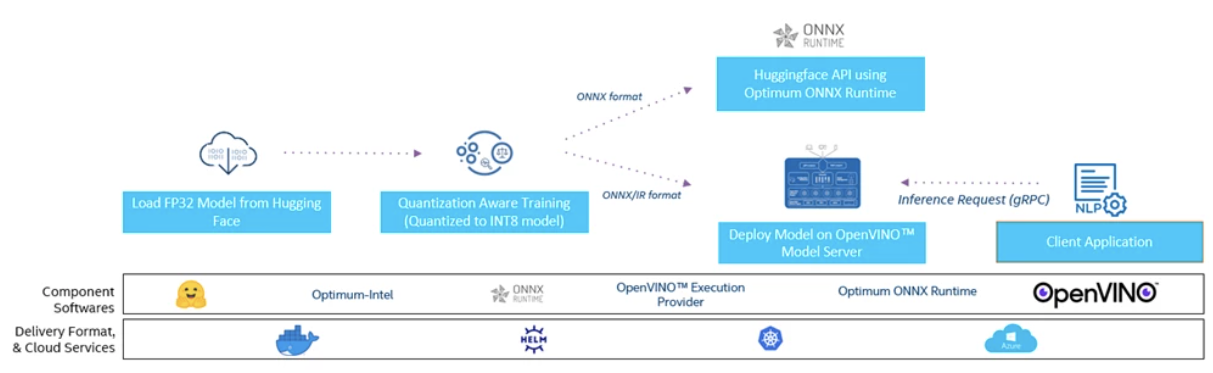 ONNX
RUNTIME
Huggingface API using
Optimum ONNX Runtime
ONNX format
Load FP32 Model from Hugging
Face
Quantization Aware Training
(Quantized to INT8 model)
ONNX/IR format
Deploy Model on OpenVINO™
Model Server
Inference Request (gRPC)
NLP
Client Application
Component
Softwares
Optimum-Intel
ONNX
RUNTIME
OpenVINO™ Execution
Provider
Optimum ONNX Runtime
OpenVINO™
Delivery Format,
& Cloud Services
HELM
Azure